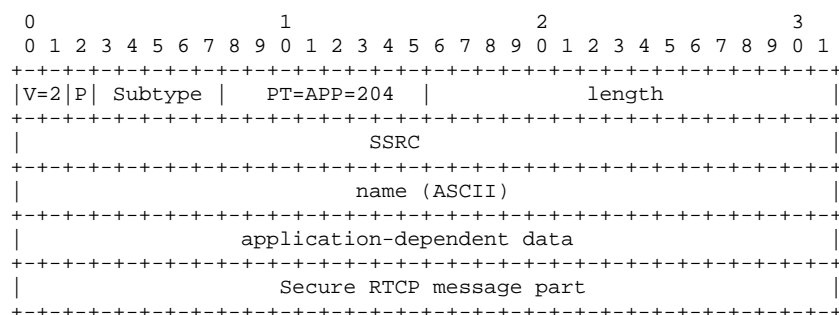 0                   1                   2                   3
0 1 2 3 4 5 6 7 8 9 0 1 2 3 4 5 6 7 8 9 0 1 2 3 4 5 6 7 8 9 0 1
+-+-+-+-+-+-+-+-+-+-+-+-+-+-+-+-+-+-+-+-+-+-+-+-+-+-+-+-+-+-+-+-+
|V=2|P| Subtype |   PT=APP=204  |            length             |
+-+-+-+-+-+-+-+-+-+-+-+-+-+-+-+-+-+-+-+-+-+-+-+-+-+-+-+-+-+-+-+-+
|                           SSRC                                |
+-+-+-+-+-+-+-+-+-+-+-+-+-+-+-+-+-+-+-+-+-+-+-+-+-+-+-+-+-+-+-+-+
|                          name (ASCII)                         |
+-+-+-+-+-+-+-+-+-+-+-+-+-+-+-+-+-+-+-+-+-+-+-+-+-+-+-+-+-+-+-+-+
|                 application-dependent data                    |
+-+-+-+-+-+-+-+-+-+-+-+-+-+-+-+-+-+-+-+-+-+-+-+-+-+-+-+-+-+-+-+-+
|                    Secure RTCP message part                   |
+-+-+-+-+-+-+-+-+-+-+-+-+-+-+-+-+-+-+-+-+-+-+-+-+-+-+-+-+-+-+-+-+